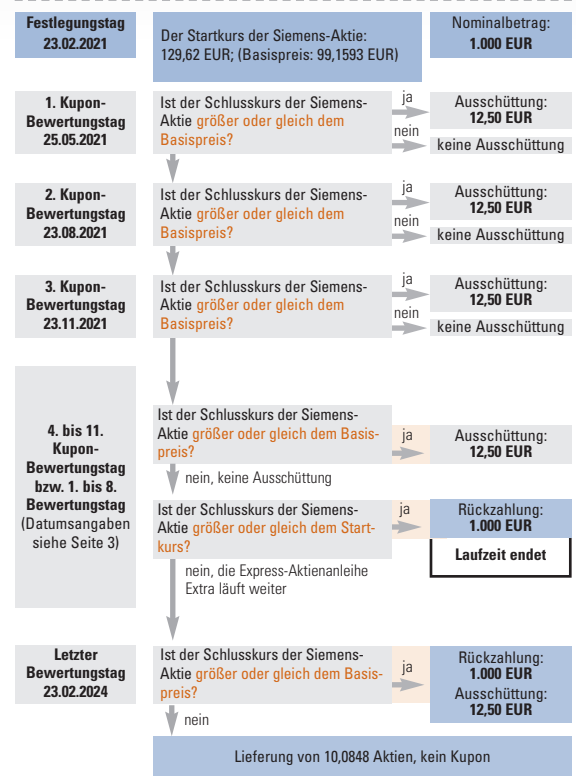 Festlegungstag
23.02.2021
Der Startkurs der Siemens-Aktie:
129,62 EUR; (Basispreis: 99,1593 EUR)
Nominalbetrag:
1.000 EUR
1. Kupon-
Bewertungstag
25.05.2021
Ist der Schlusskurs der Siemens-
Aktie größer oder gleich dem
Basispreis?
ja
Ausschüttung:
12,50 EUR
nein
keine Ausschüttung
2. Kupon-
Bewertungstag
23.08.2021
Ist der Schlusskurs der Siemens-
Aktie größer oder gleich dem
Basispreis?
ja
Ausschüttung:
12,50 EUR
nein
keine Ausschüttung
3. Kupon-
Bewertungstag
23.11.2021
Ist der Schlusskurs der Siemens-
Aktie größer oder gleich dem
Basispreis?
ja
Ausschüttung:
12,50 EUR
nein
keine Ausschüttung
4. bis 11.
Kupon-
Bewertungstag
bzw. 1. bis 8.
Bewertungstag
(Datumsangaben
siehe Seite 3)
Ist der Schlusskurs der Siemens-
Aktie größer oder gleich dem Basis-
preis?
ja
Ausschüttung:
12,50 EUR
nein, keine Ausschüttung
Ist der Schlusskurs der Siemens-
Aktie größer oder gleich dem Start-
kurs?
ja
Rückzahlung:
1.000 EUR
Laufzeit endet
nein, die Express-Aktienanleihe
Extra läuft weiter
Letzter
Bewertungstag
23.02.2024
Ist der Schlusskurs der Siemens-
Aktie größer oder gleich dem Basis-
preis?
ja
Rückzahlung:
1.000 EUR
Ausschüttung:
12,50 EUR
nein
Lieferung von 10,0848 Aktien, kein Kupon